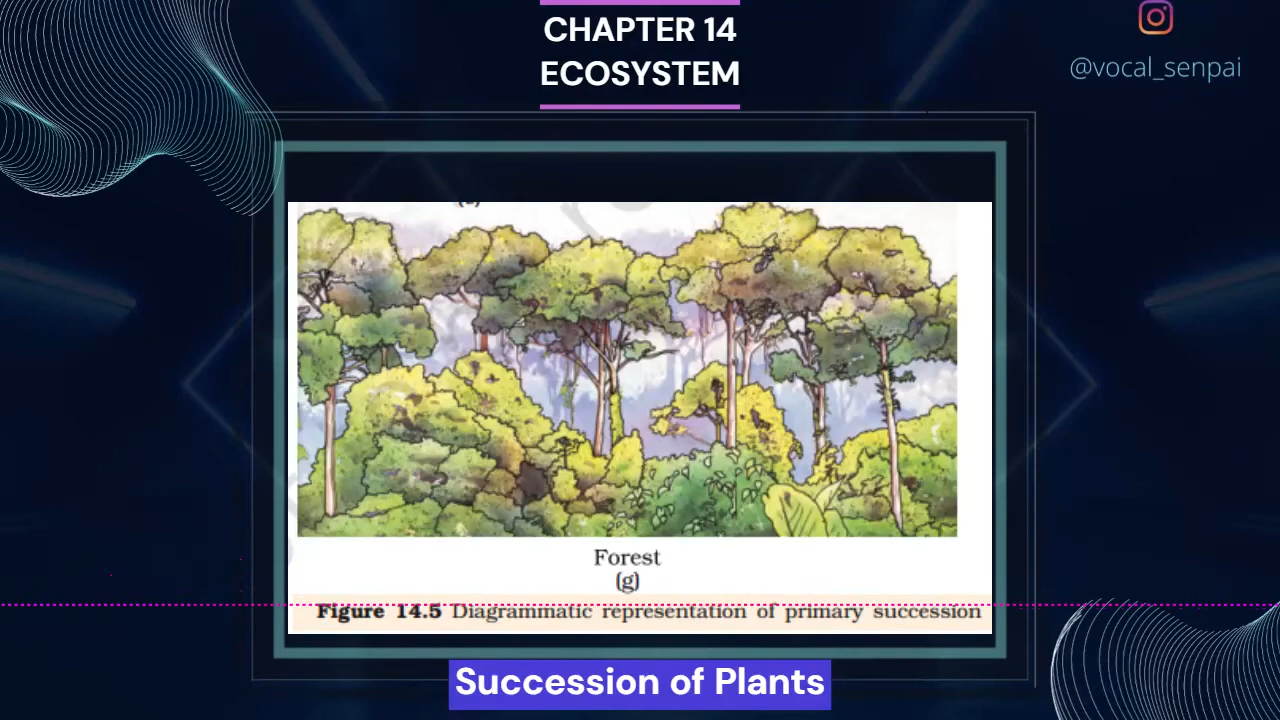 CHAPTER 14
ECOSYSTEM
@vocal_senpai
Forest
(g)
Figure 14.5 Diagrammatic representation of primary succession
Succession of Plants